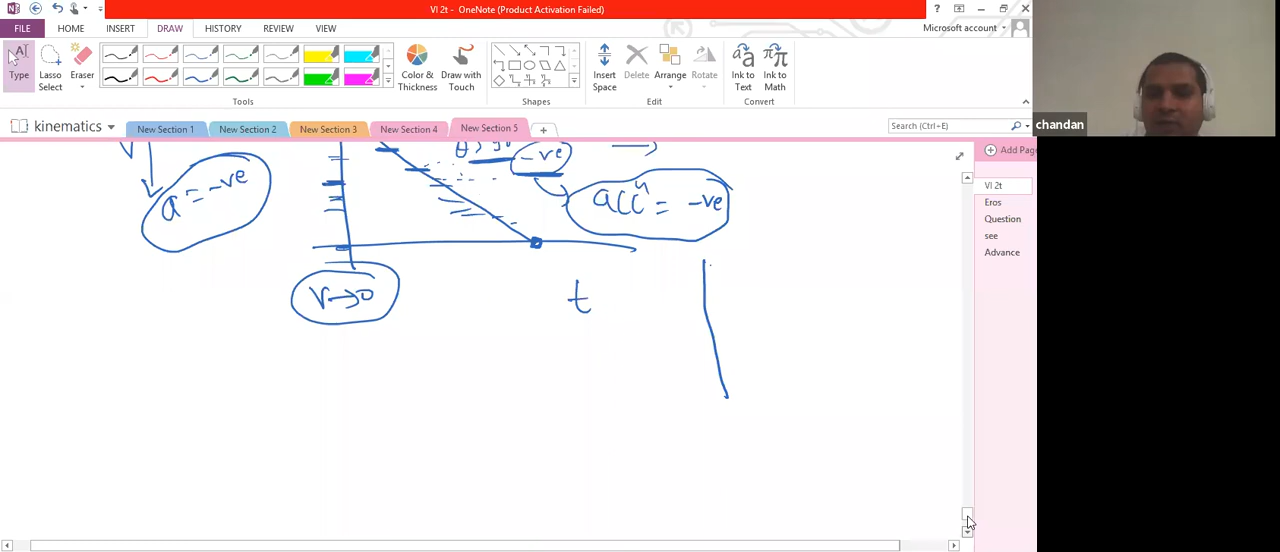 VI 2t - OneNote (Product Activation Failed)
FILE HOME INSERT DRAW HISTORY REVIEW VIEW
Microsoft account
Type
Lasso Select
Eraser
Color & Thickness
Draw with Touch
Insert Space
Delete
Arrange
Rotate
Ink to Text
Ink to Math
Tools
Shapes
Edit
Convert
chandan
kinematics
New Section 1
New Section 2
New Section 3
New Section 4
New Section 5
Search (Ctrl+E)
Add Page
VI 2t
Eros
Question
see
Advance
-ve
a = -ve
accⁿ = -ve
v→0
t